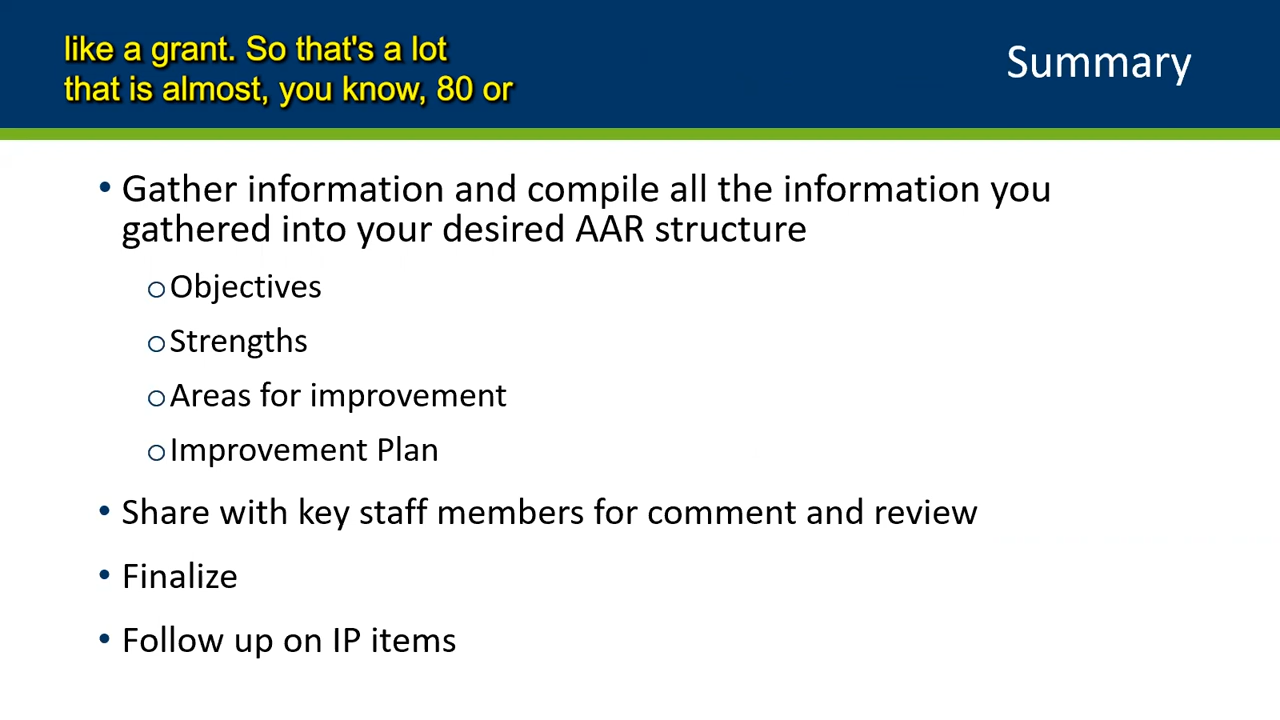 like a grant. So that's a lot
that is almost, you know, 80 or
Summary
• Gather information and compile all the information you
gathered into your desired AAR structure
○ Objectives
○ Strengths
○ Areas for improvement
○ Improvement Plan
• Share with key staff members for comment and review
• Finalize
• Follow up on IP items